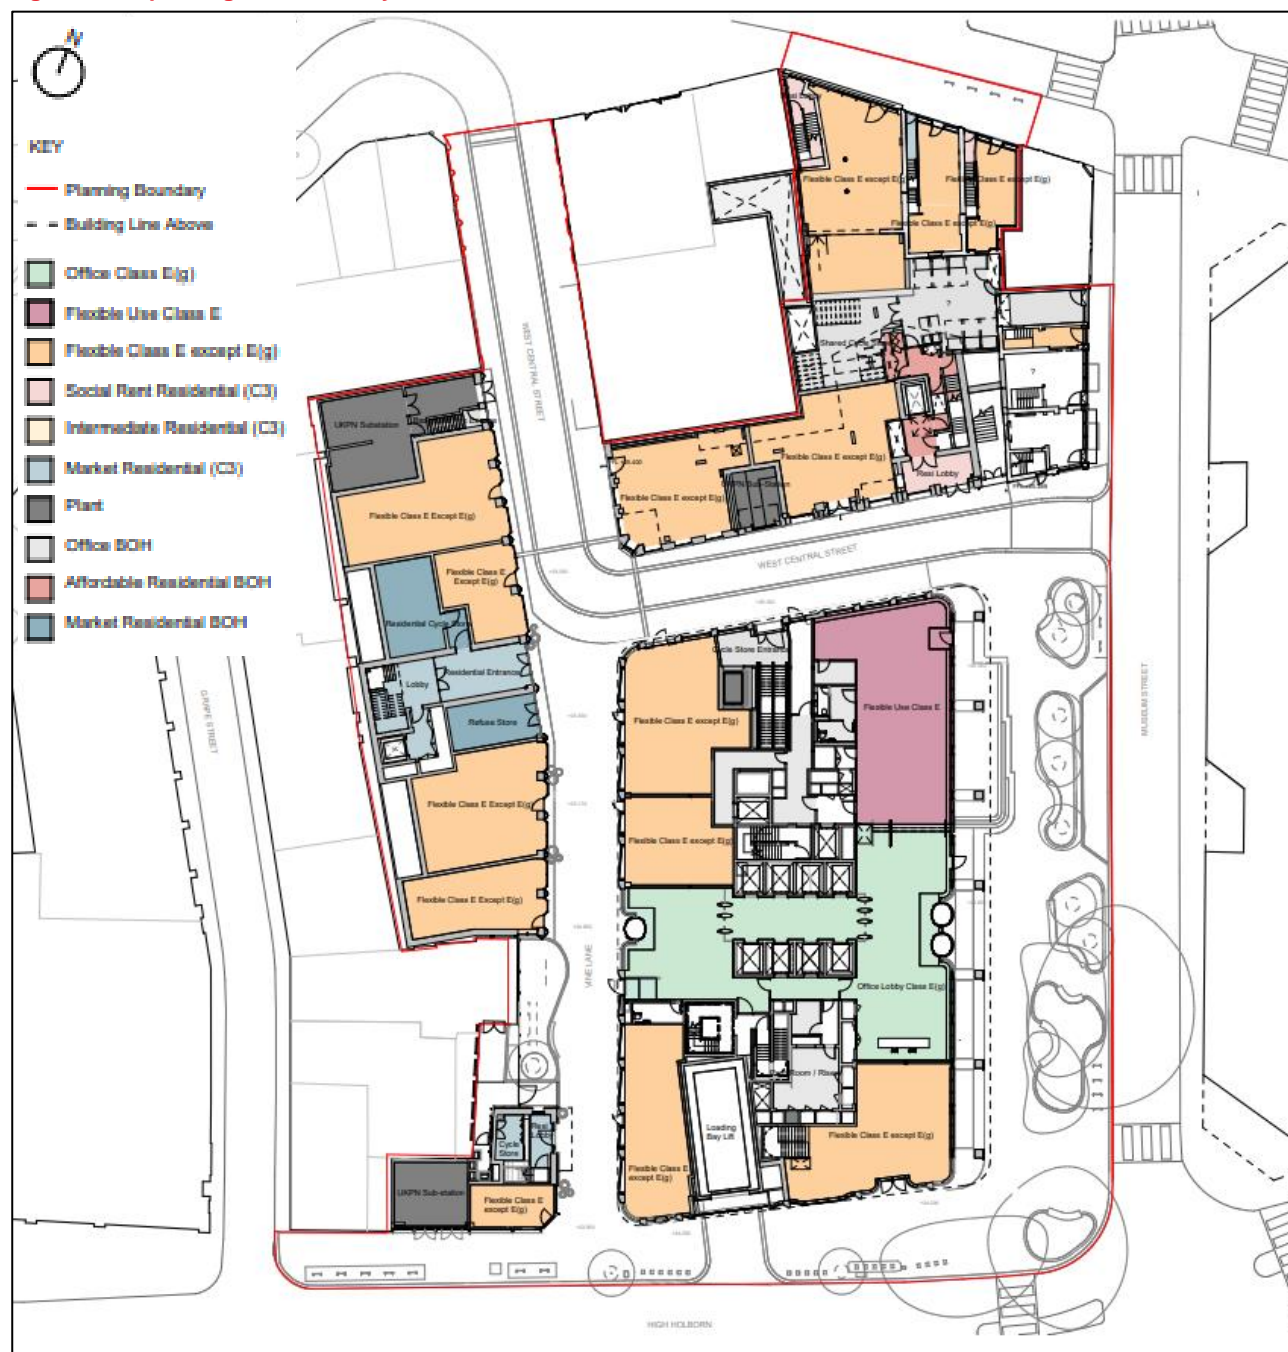 N
KEY
Planning Boundary
Building Line Above
Office Class E(g)
Flexible Use Class E
Flexible Class E except E(g)
Social Rent Residential (C3)
Intermediate Residential (C3)
Market Residential (C3)
Plant
Office BOH
Affordable Residential BOH
Market Residential BOH
Flexible Class E except E(g)
Flexible Class E except E(g)
Flexible Class E except E(g)
?
Shared Cycle
?
WEST CENTRAL STREET
UKPN Substation
Flexible Class E except E(g)
Flexible Class E except E(g)
Resi Lobby
Flexible Class E Except E(g)
WEST CENTRAL STREET
Flexible Class E
Except E(g)
Residential Cycle Store
Cycle Store Entrance
Residential Entrance
Lobby
MUSEUM STREET
GRAPE STREET
Flexible Use Class E
Refuse Store
Flexible Class E except E(g)
Flexible Class E Except E(g)
Flexible Class E except E(g)
Flexible Class E Except E(g)
VINE LANE
Office Lobby Class E(g)
Room / Riser
Loading
Bay Lift
Flexible Class E except E(g)
Cycle
Store
Resi
Lobby
Flexible Class E
except E(g)
UKPN Sub-station
Flexible Class E
except E(g)
HIGH HOLBORN